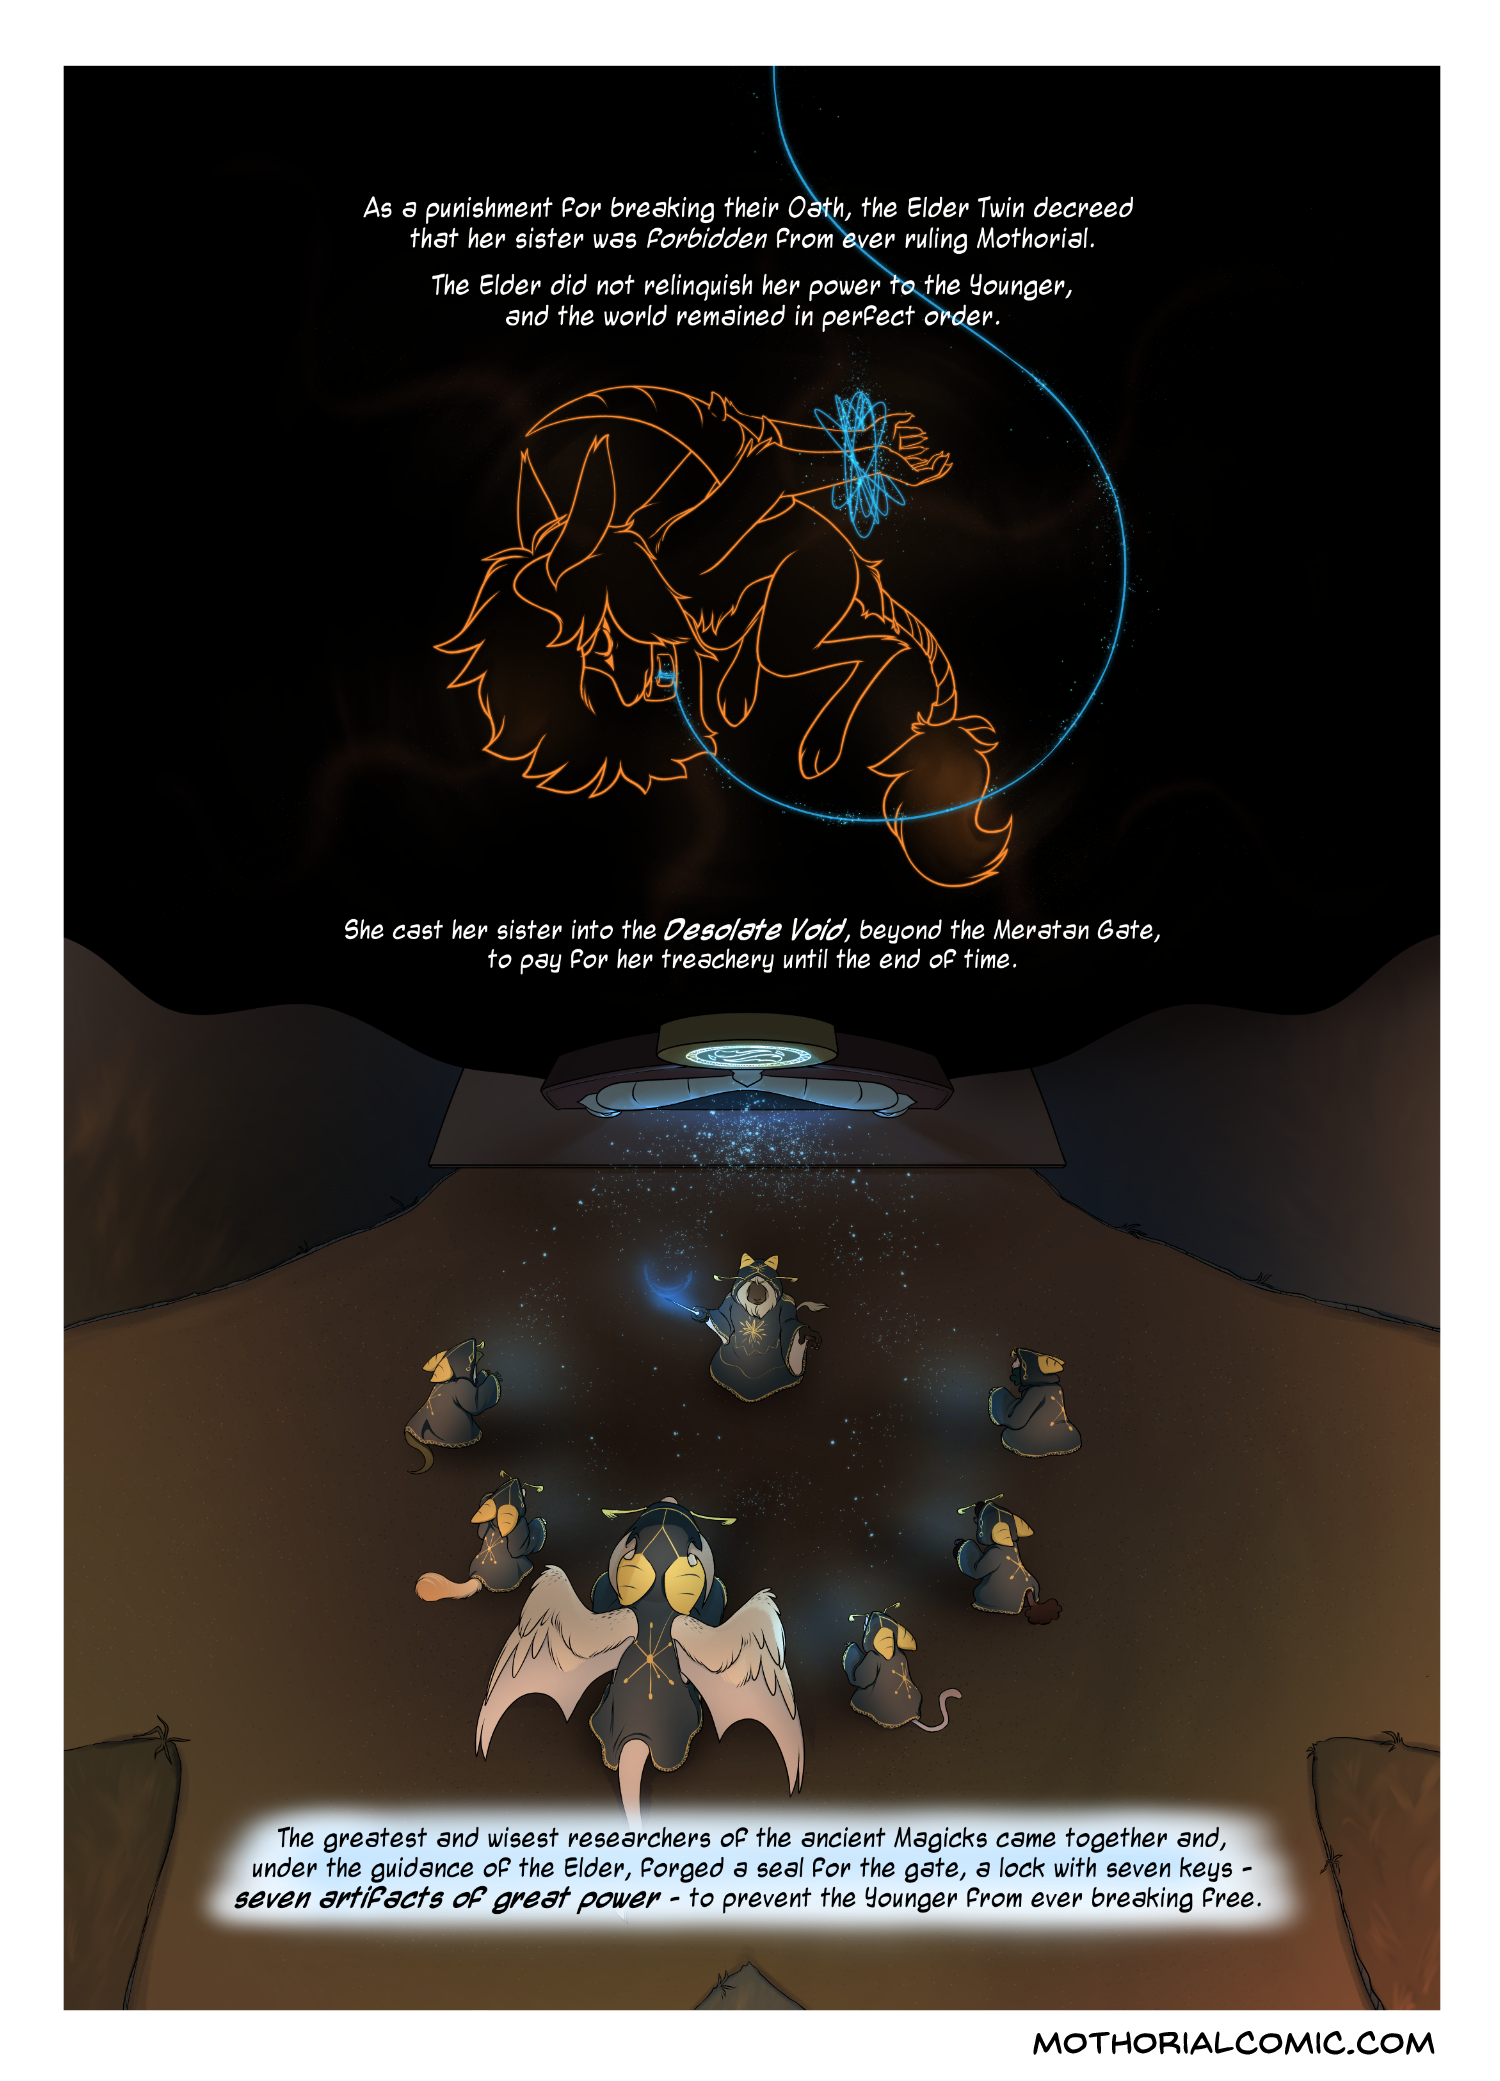 As a punishment for breaking their Oath, the Elder Twin decreed
that her sister was forbidden from ever ruling Mothorial.
The Elder did not relinquish her power to the Younger,
and the world remained in perfect order.
She cast her sister into the Desolate Void, beyond the Meratan Gate,
to pay for her treachery until the end of time.
The greatest and wisest researchers of the ancient Magicks came together and,
under the guidance of the Elder, forged a seal for the gate, a lock with seven keys -
seven artifacts of great power - to prevent the Younger from ever breaking free.
MOTHORIALCOMIC.COM